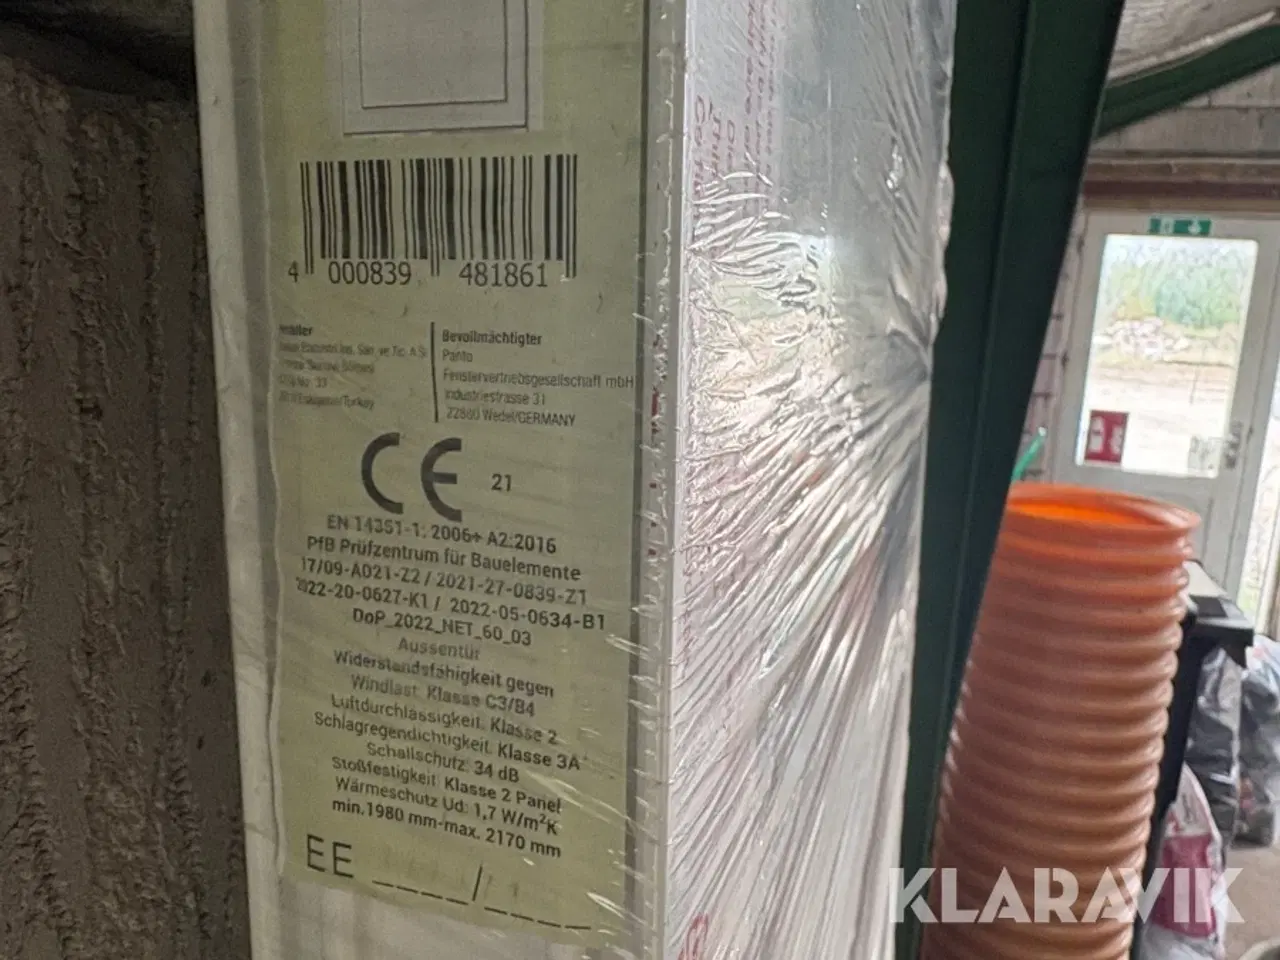 4 000839 481861
Bevollmächtigter
Panto
Fenstervertriebsgesellschaft mbH
Industriestrasse 31
22880 Wedel/GERMANY
CE 21
EN 14351-1: 2006+ A2:2016
PfB Prüfzentrum für Bauelemente
17/09-A021-Z2 / 2021-27-0839-Z1
2022-20-0627-K1 / 2022-05-0634-B1
DoP_2022_NET_60_03
Aussentür
Widerstandsfähigkeit gegen
Windlast: Klasse C3/B4
Luftdurchlässigkeit: Klasse 2
Schlagregendichtigkeit: Klasse 3A
Schallschutz: 34 dB
Stoßfestigkeit: Klasse 2 Panel
Wärmeschutz Ud: 1,7 W/m²K
min.1980 mm-max. 2170 mm
EE ____/____
KLARAVIK